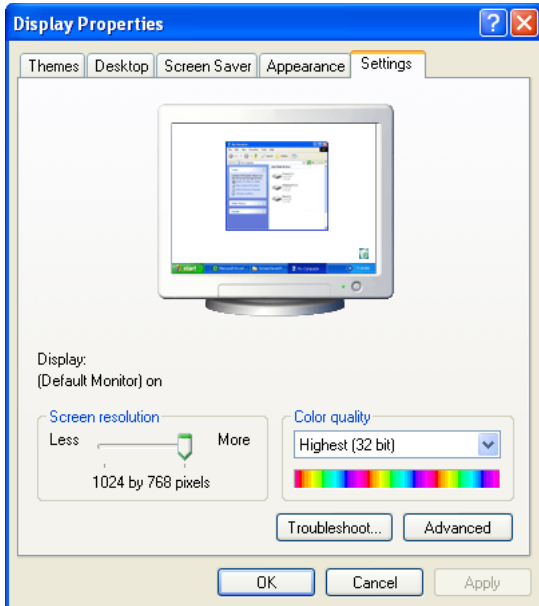 Display Properties
Themes Desktop Screen Saver Appearance Settings
start
Display:
(Default Monitor) on
Screen resolution
Less More
1024 by 768 pixels
Color quality
Highest (32 bit)
Troubleshoot... Advanced
OK Cancel Apply